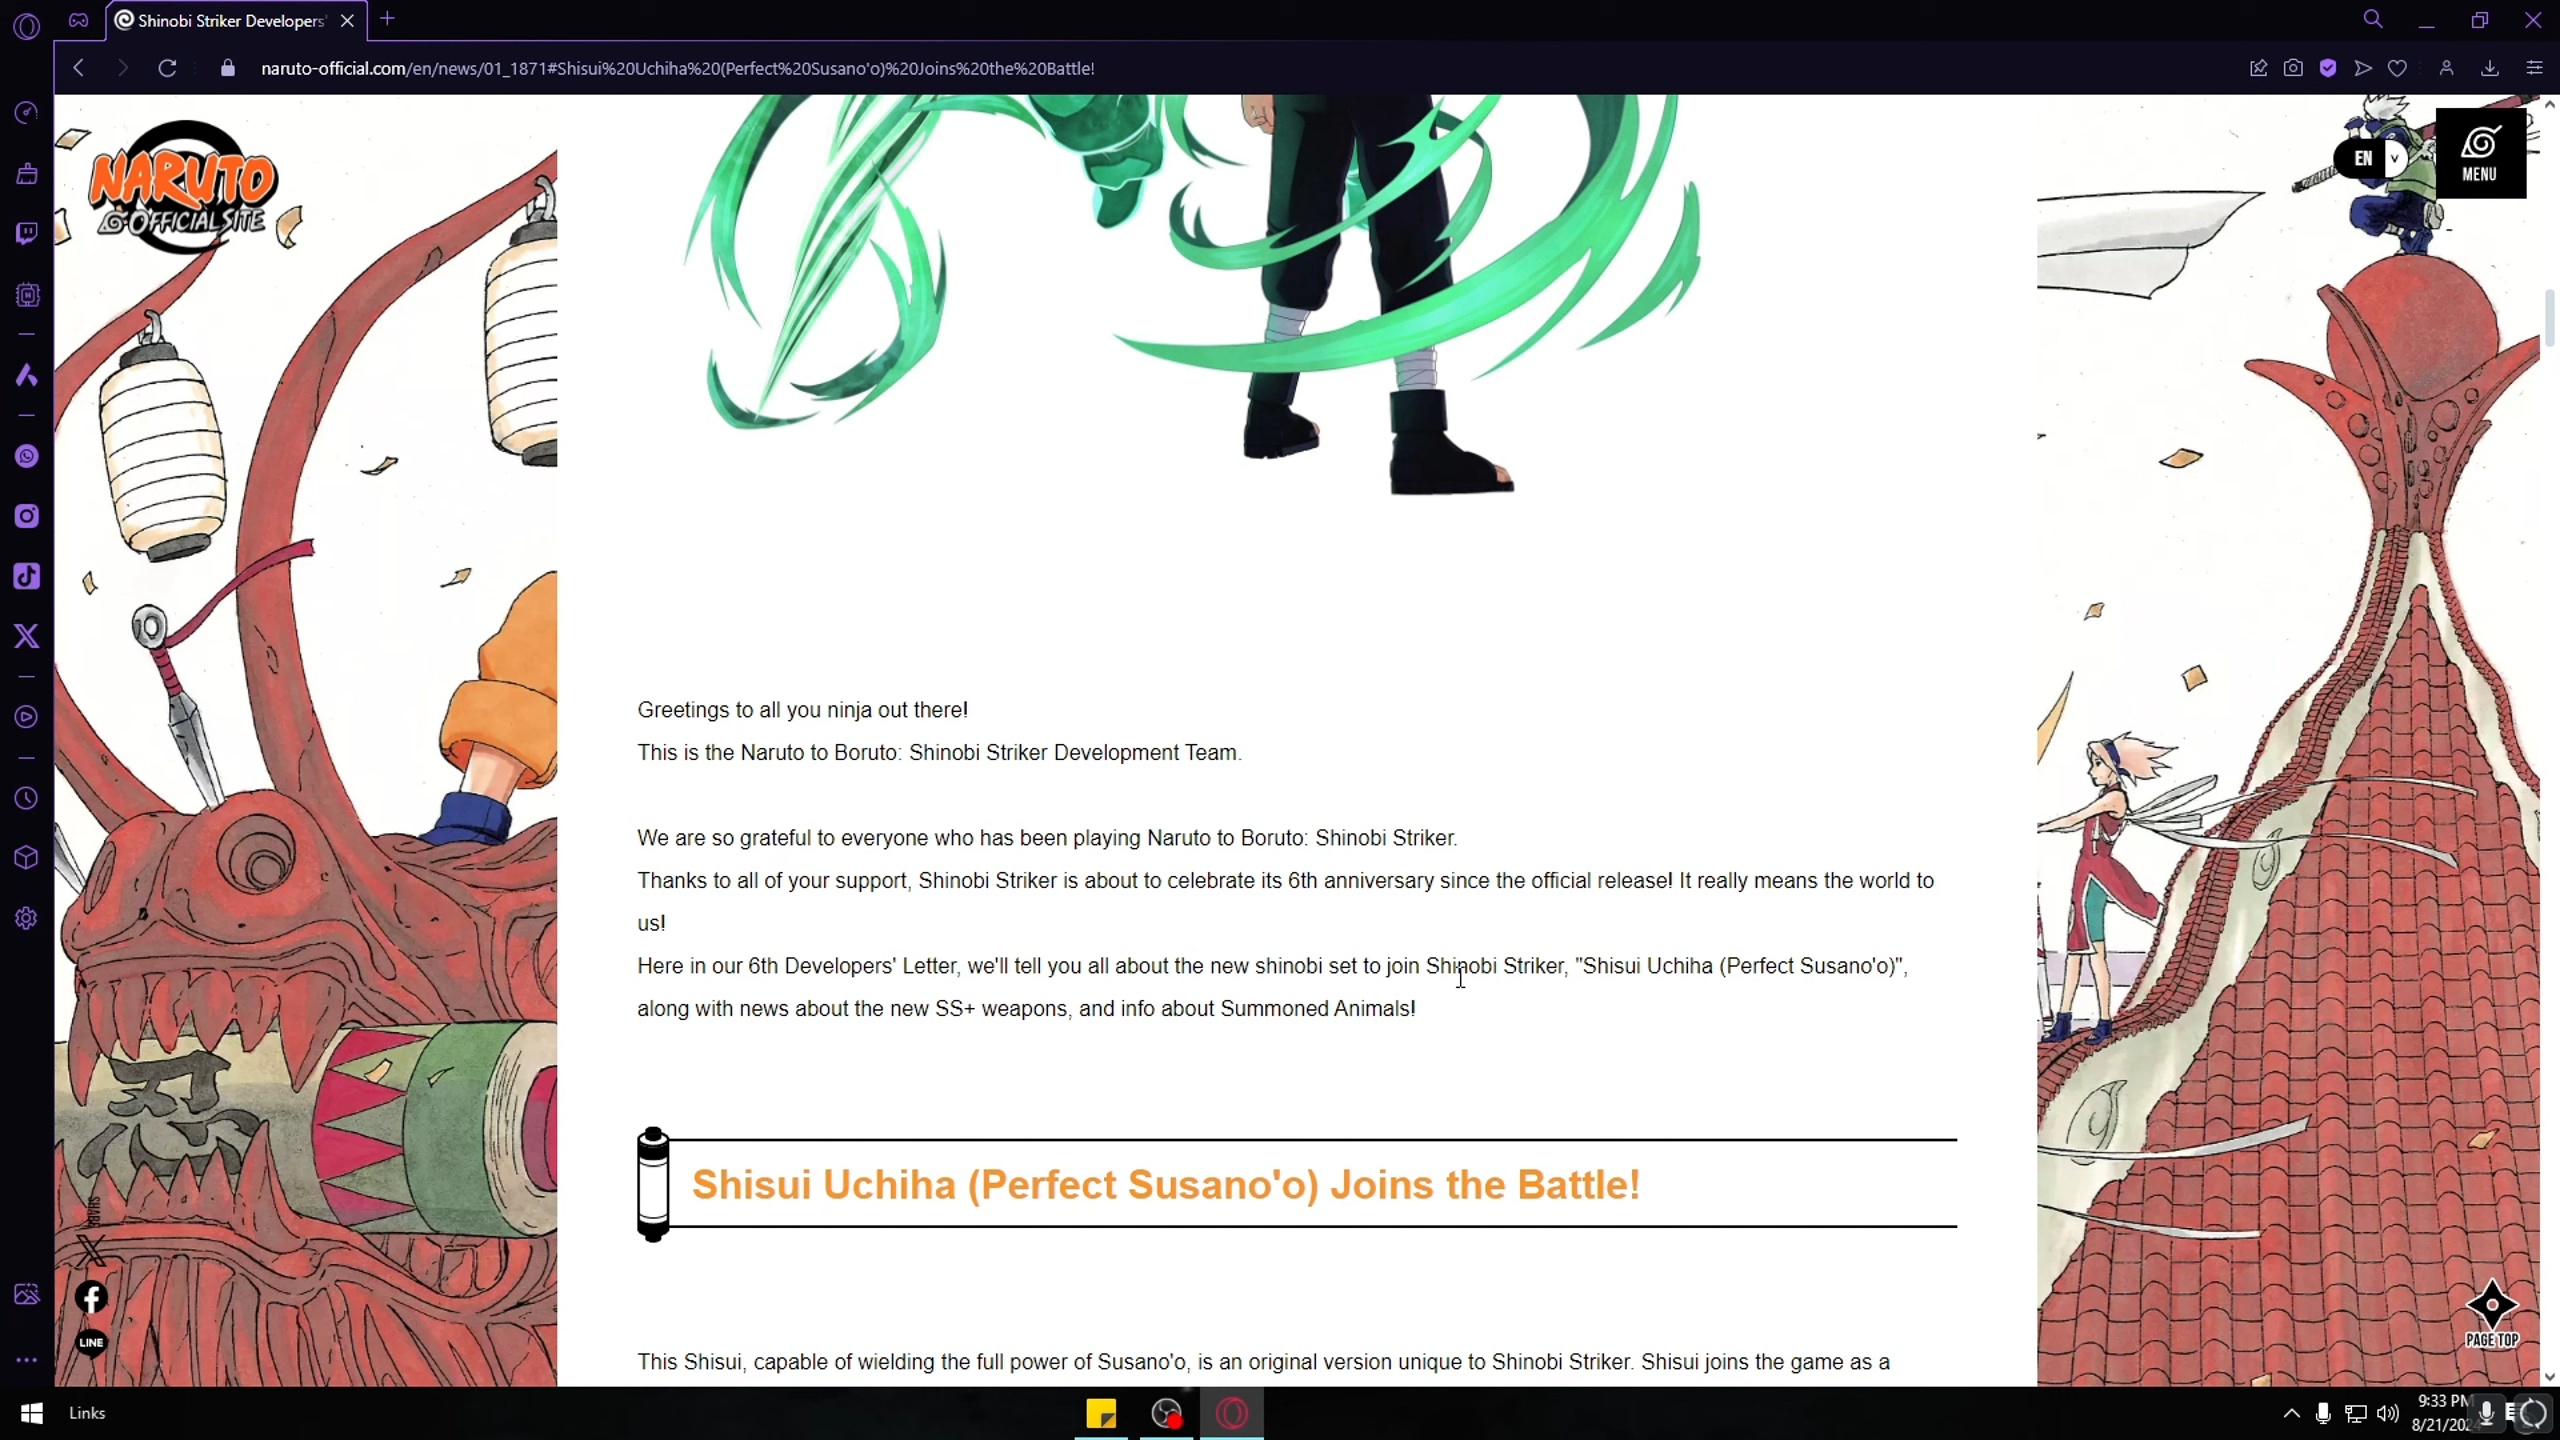 Shinobi Striker Developers'
naruto-official.com/en/news/01_1871#Shisui%20Uchiha%20(Perfect%20Susano'o)%20Joins%20the%20Battle!
NARUTO
OFFICIAL SITE
EN
MENU
Greetings to all you ninja out there!
This is the Naruto to Boruto: Shinobi Striker Development Team.
We are so grateful to everyone who has been playing Naruto to Boruto: Shinobi Striker.
Thanks to all of your support, Shinobi Striker is about to celebrate its 6th anniversary since the official release! It really means the world to
us!
Here in our 6th Developers' Letter, we'll tell you all about the new shinobi set to join Shinobi Striker, "Shisui Uchiha (Perfect Susano'o)",
along with news about the new SS+ weapons, and info about Summoned Animals!
忍
Shisui Uchiha (Perfect Susano'o) Joins the Battle!
SHARE
LINE
PAGE TOP
This Shisui, capable of wielding the full power of Susano'o, is an original version unique to Shinobi Striker. Shisui joins the game as a
Links
9:33 PM